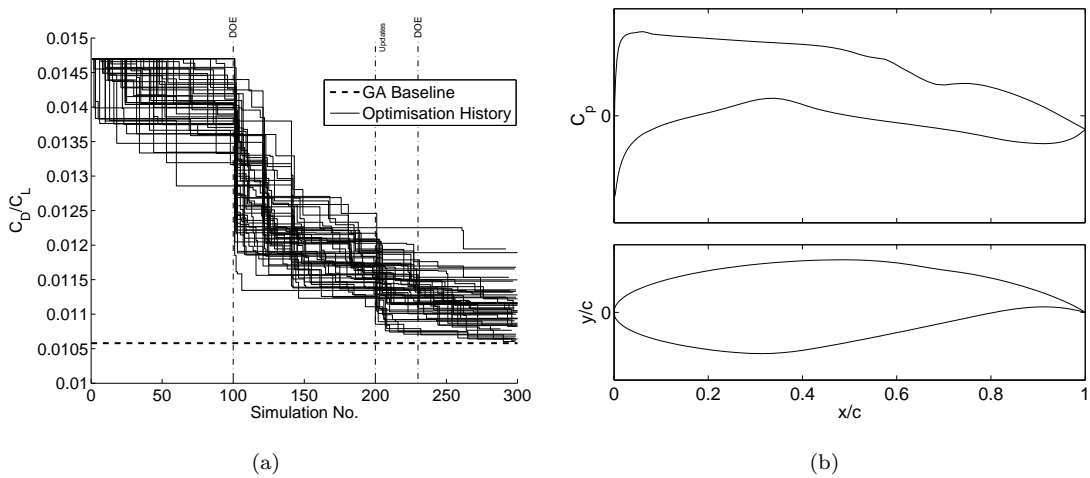 DOE
Updates
DOE
0.015
0.0145
0.014
0.0135
0.013
0.0125
0.012
0.0115
0.011
0.0105
0.01
C_D/C_L
GA Baseline
Optimisation History
0 50 100 150 200 250 300
Simulation No.
(a)
C_p
0
y/c
0
0 0.2 0.4 0.6 0.8 1
x/c
(b)